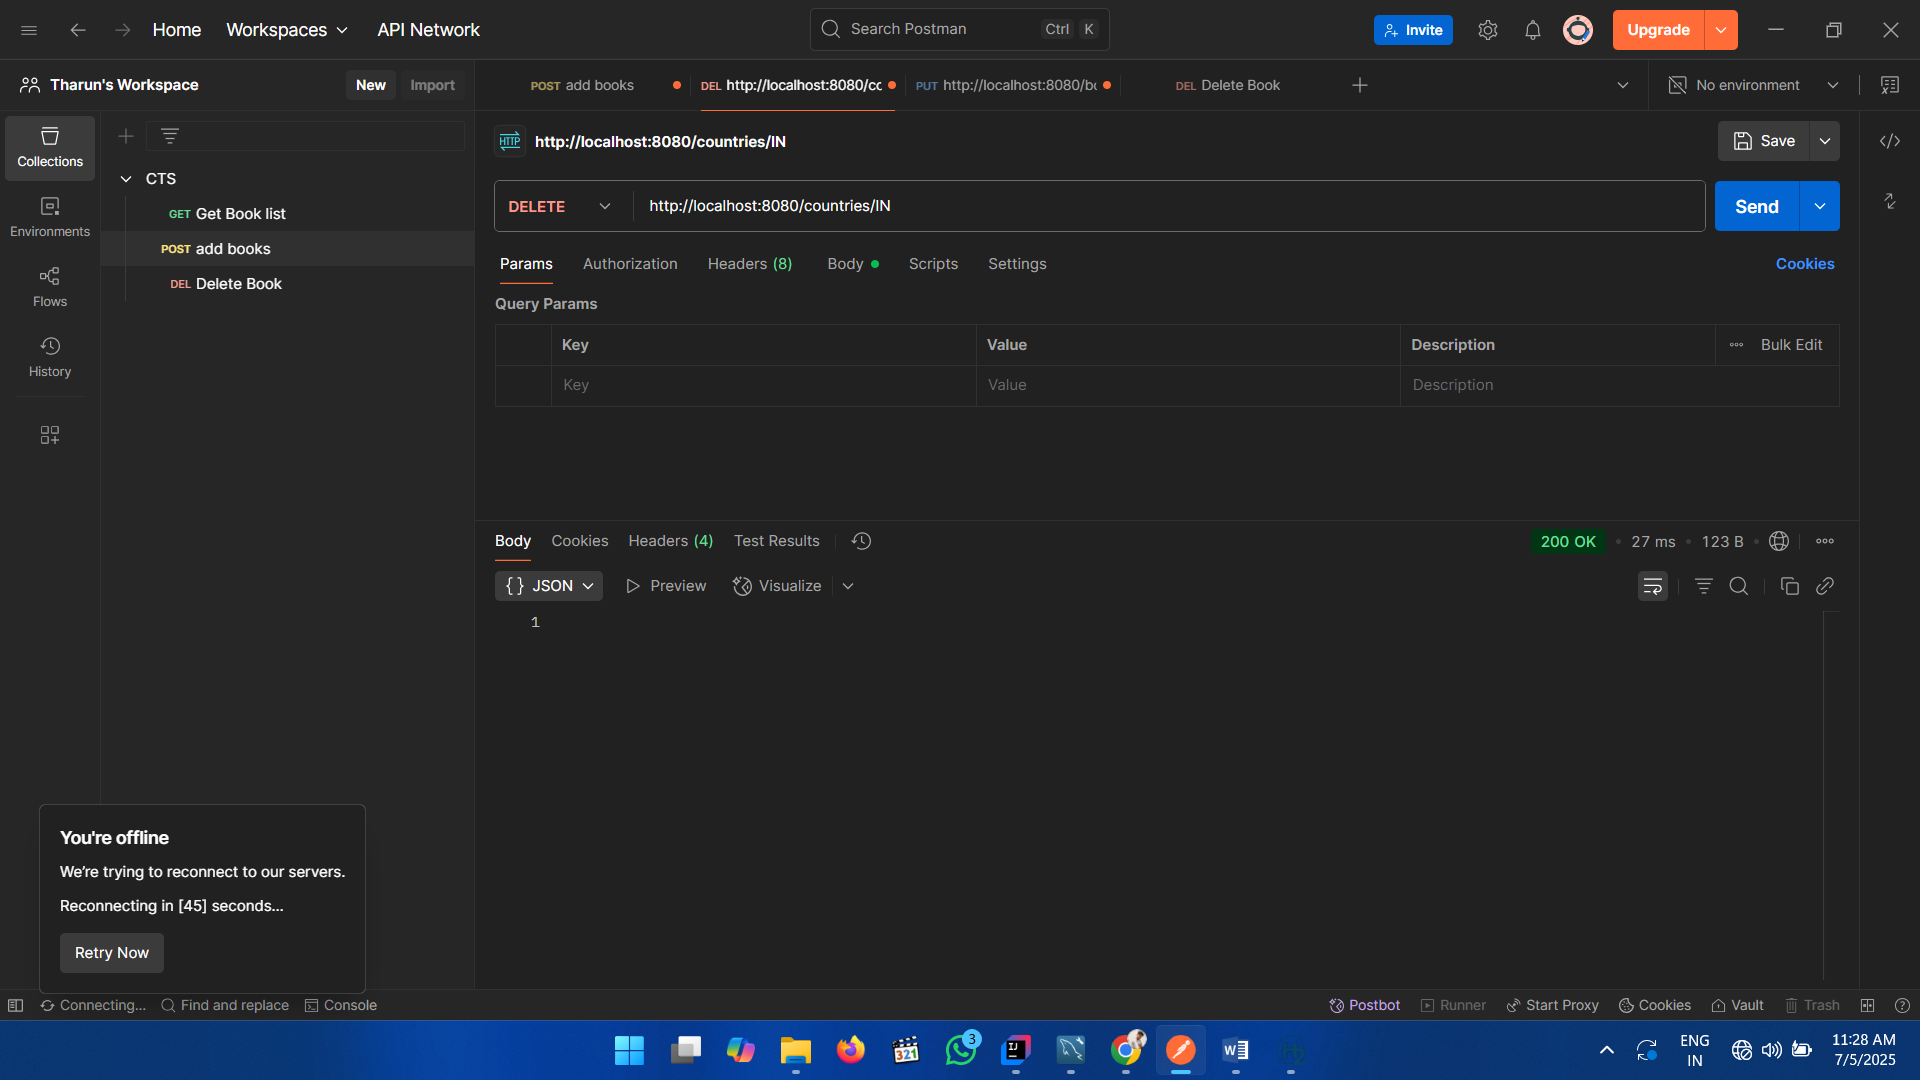 Home
Workspaces
API Network
Search Postman
Ctrl
K
Invite
Upgrade
Tharun's Workspace
New
Import
POST add books
DEL http://localhost:8080/cc
PUT http://localhost:8080/bc
DEL Delete Book
No environment
Collections
Environments
Flows
History
CTS
GET Get Book list
POST add books
DEL Delete Book
HTTP
http://localhost:8080/countries/IN
Save
DELETE
http://localhost:8080/countries/IN
Send
Params
Authorization
Headers (8)
Body
Scripts
Settings
Cookies
Query Params
Key
Value
Description
Bulk Edit
Key
Value
Description
Body
Cookies
Headers (4)
Test Results
200 OK
27 ms
123 B
{} JSON
Preview
Visualize
1
You're offline
We're trying to reconnect to our servers.
Reconnecting in [45] seconds...
Retry Now
Connecting...
Find and replace
Console
Postbot
Runner
Start Proxy
Cookies
Vault
Trash
321
3
IJ
W
H2
ENG
IN
11:28 AM
7/5/2025